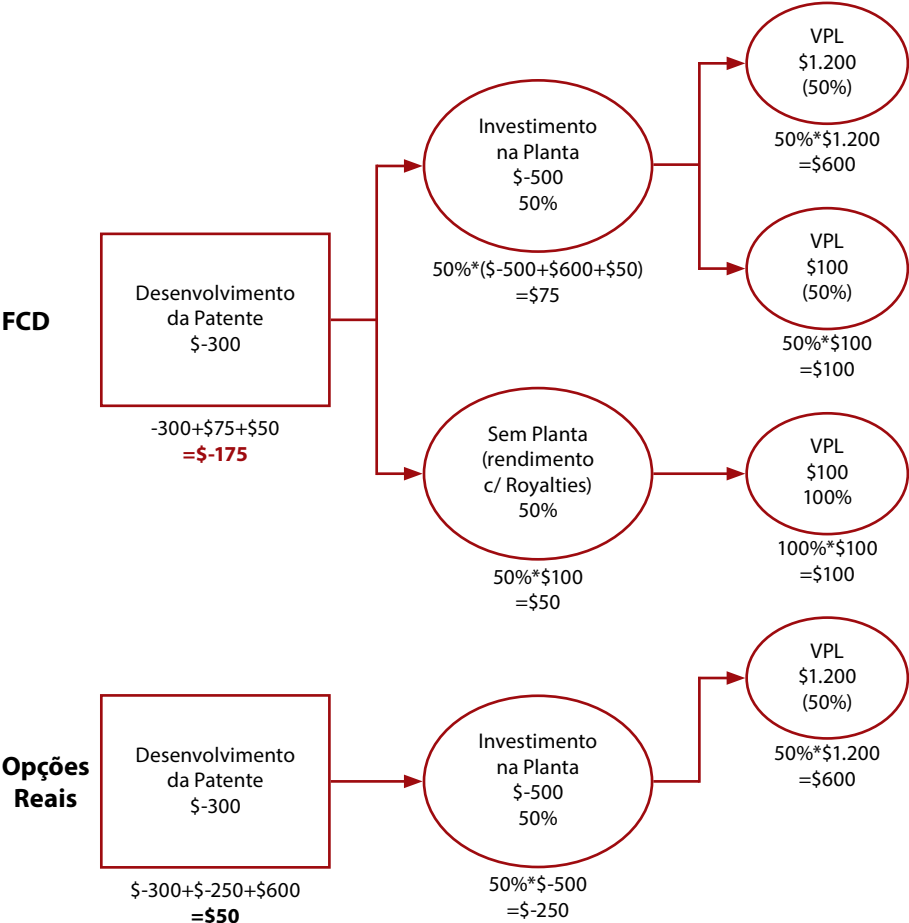 FCD
Desenvolvimento
da Patente
$-300
-300+$75+$50
=$-175
Investimento
na Planta
$-500
50%
50%*($-500+$600+$50)
=$75
VPL
$1.200
(50%)
50%*$1.200
=$600
VPL
$100
(50%)
50%*$100
=$100
Sem Planta
(rendimento
c/ Royalties)
50%
50%*$100
=$50
VPL
$100
100%
100%*$100
=$100
Opções
Reais
Desenvolvimento
da Patente
$-300
$-300+$-250+$600
=$50
Investimento
na Planta
$-500
50%
50%*$-500
=$-250
VPL
$1.200
(50%)
50%*$1.200
=$600